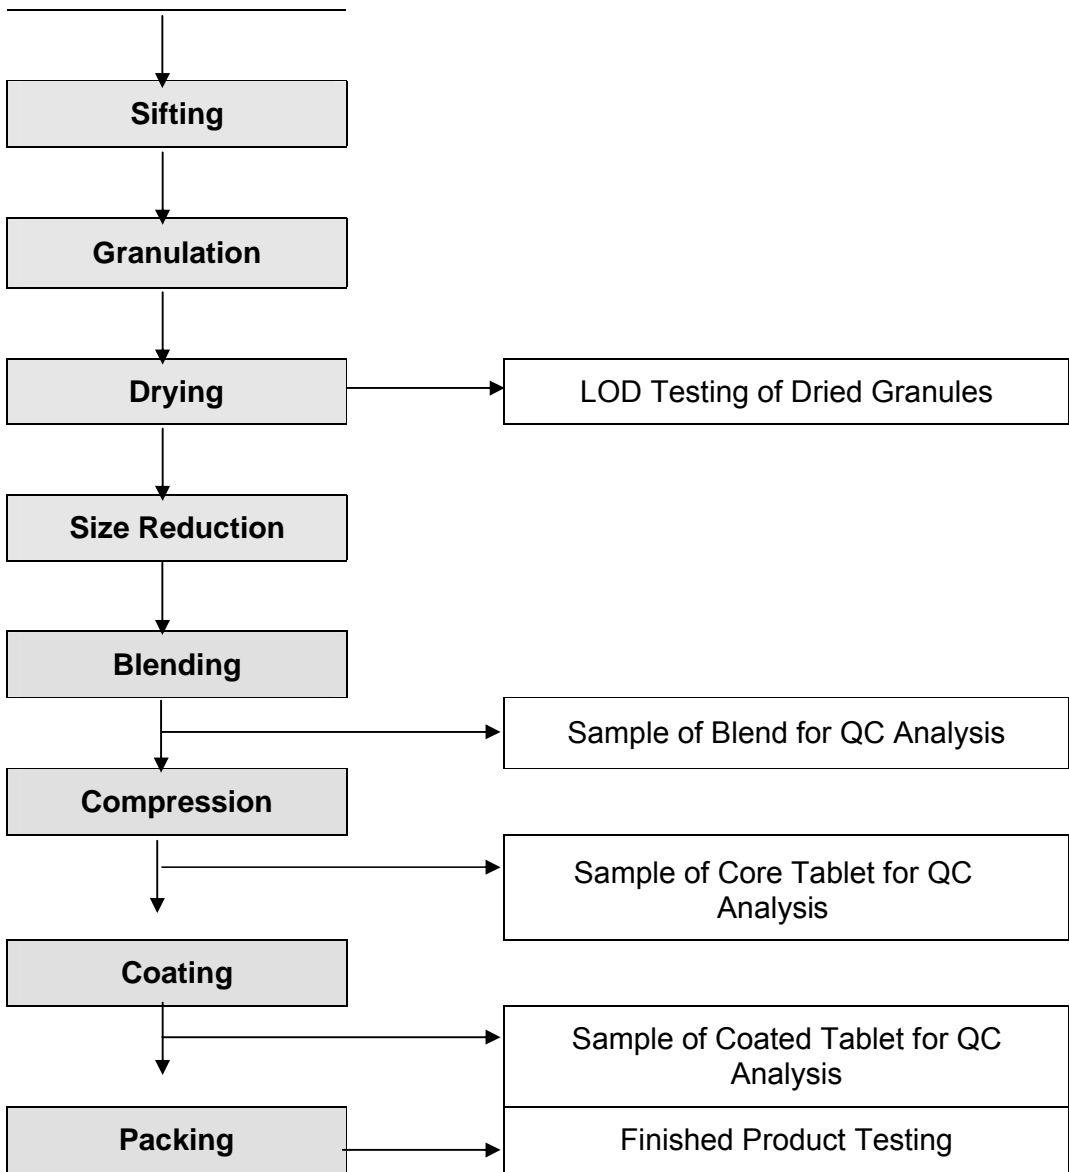 Sifting
Granulation
Drying
LOD Testing of Dried Granules
Size Reduction
Blending
Sample of Blend for QC Analysis
Compression
Sample of Core Tablet for QC
Analysis
Coating
Sample of Coated Tablet for QC
Analysis
Packing
Finished Product Testing